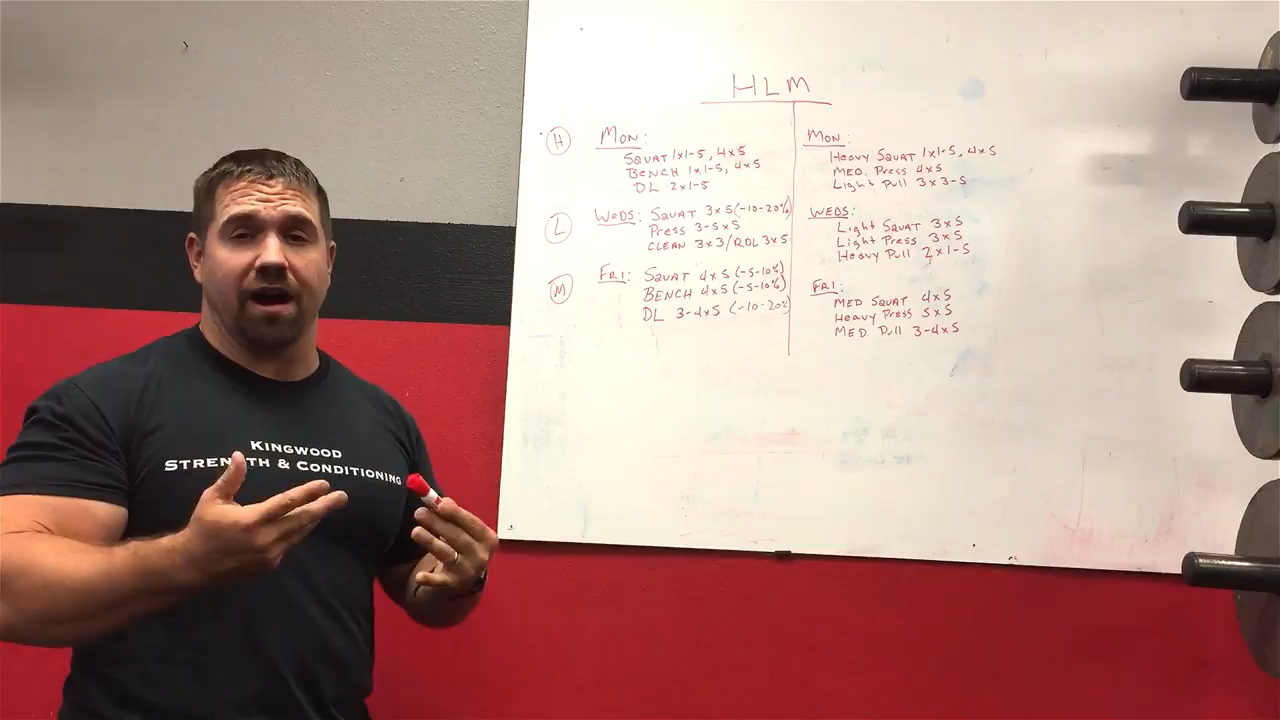 HLM
H
MON:
SQUAT 1x1-5, 4x5
BENCH 1x1-5, 4x5
DL 2x1-5
L
WEDS: SQUAT 3x5 (-10-20%)
PRESS 3-5x5
CLEAN 3x3/RDL 3x5
M
FRI: SQUAT 4x5 (-5-10%)
BENCH 4x5 (-5-10%)
DL 3-4x5 (-10-20%)
MON:
Heavy SQUAT 1x1-5, 4x5
MED. PRESS 4x5
Light Pull 3x3-5
WEDS:
Light SQUAT 3x5
Light PRESS 3x5
Heavy Pull 2x1-5
FRI:
MED SQUAT 4x5
Heavy PRESS 5x5
MED. Pull 3-4x5
KINGWOOD
STRENGTH & CONDITIONING